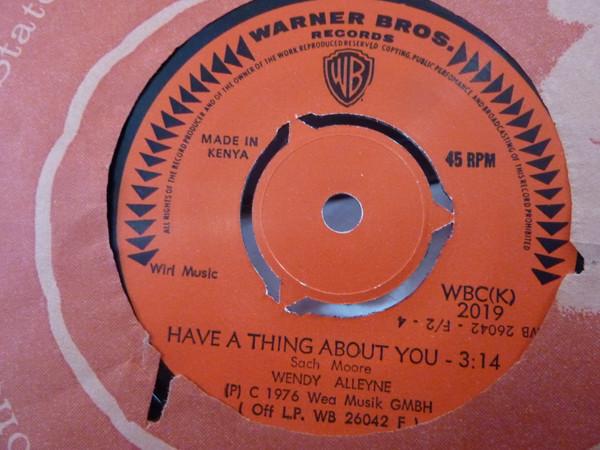 WARNER BROS.
RECORDS
ALL RIGHTS OF THE RECORD PRODUCER AND OF THE OWNER OF THE WORK REPRODUCED RESERVED COPYING, PUBLIC PERFOMANCE AND BROADCASTING OF THIS RECORD PROHIBITED
WB
MADE IN
KENYA
45 RPM
Wirl Music
WBC(K)
2019
WB 26042 - F/2 - 4
HAVE A THING ABOUT YOU - 3:14
Sach Moore
WENDY ALLEYNE
(P) C 1976 Wea Musik GMBH
( Off L.P. WB 26042 F )
State